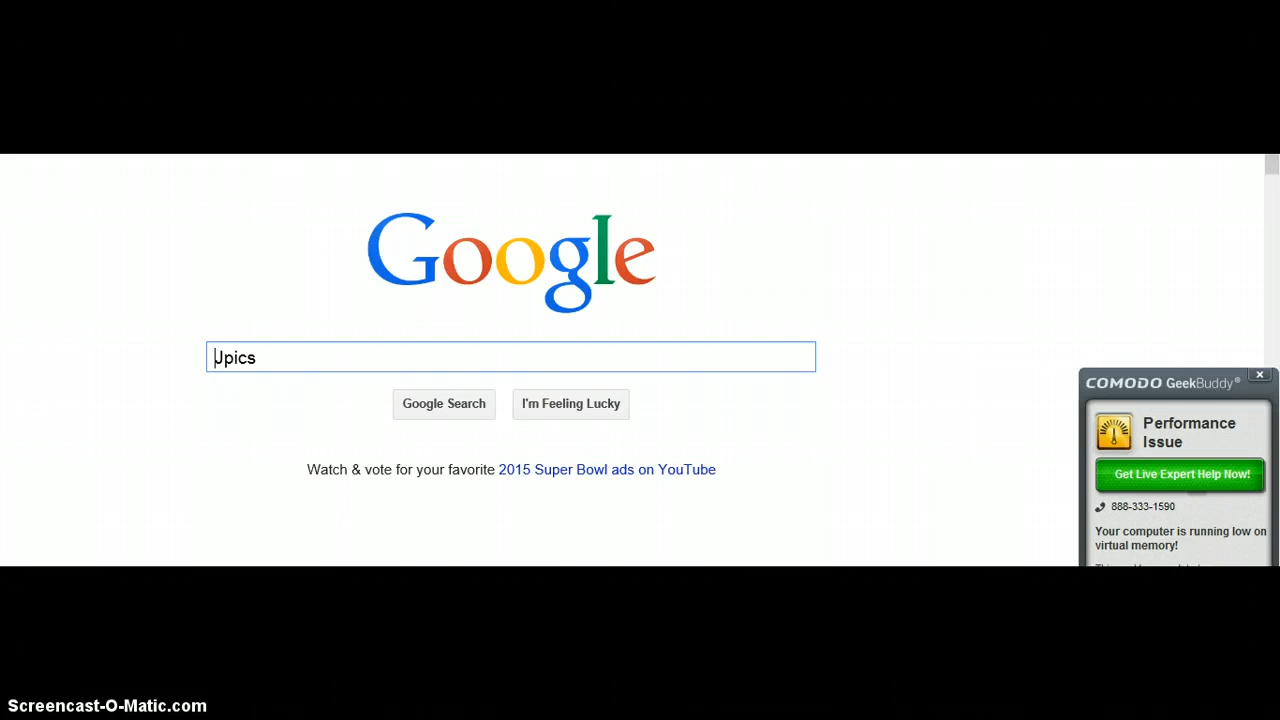 Google
Jpics
Google Search
I'm Feeling Lucky
Watch & vote for your favorite 2015 Super Bowl ads on YouTube
COMODO GeekBuddy®
Performance
Issue
Get Live Expert Help Now!
888-333-1590
Your computer is running low on
virtual memory!
Screencast-O-Matic.com